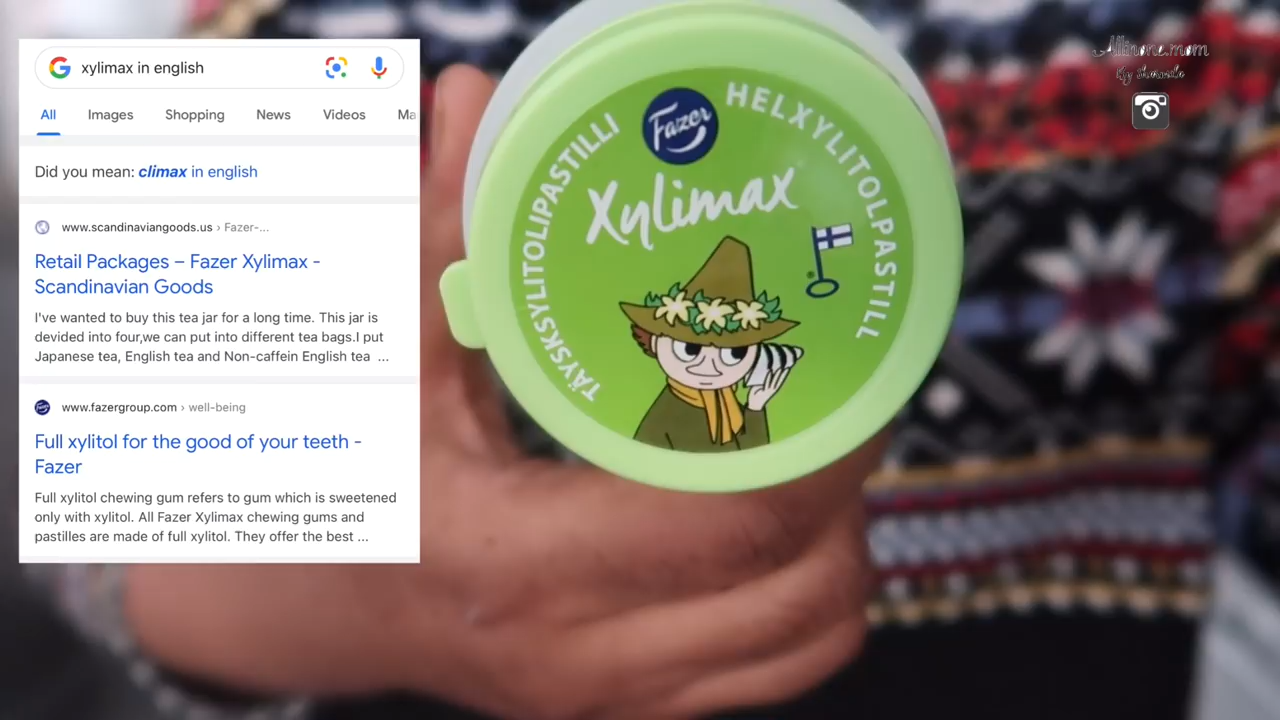 xylimax in english
All
Images
Shopping
News
Videos
Ma
Did you mean: climax in english
www.scandinaviangoods.us › Fazer-...
Retail Packages – Fazer Xylimax -
Scandinavian Goods
I've wanted to buy this tea jar for a long time. This jar is
devided into four,we can put into different tea bags.I put
Japanese tea, English tea and Non-caffein English tea ...
www.fazergroup.com › well-being
Full xylitol for the good of your teeth -
Fazer
Full xylitol chewing gum refers to gum which is sweetened
only with xylitol. All Fazer Xylimax chewing gums and
pastilles are made of full xylitol. They offer the best ...
TÄYSKSYLITOLIPASTILLI
Fazer
HELXYLITOLPASTILL
Xylimax
Allinone.mom